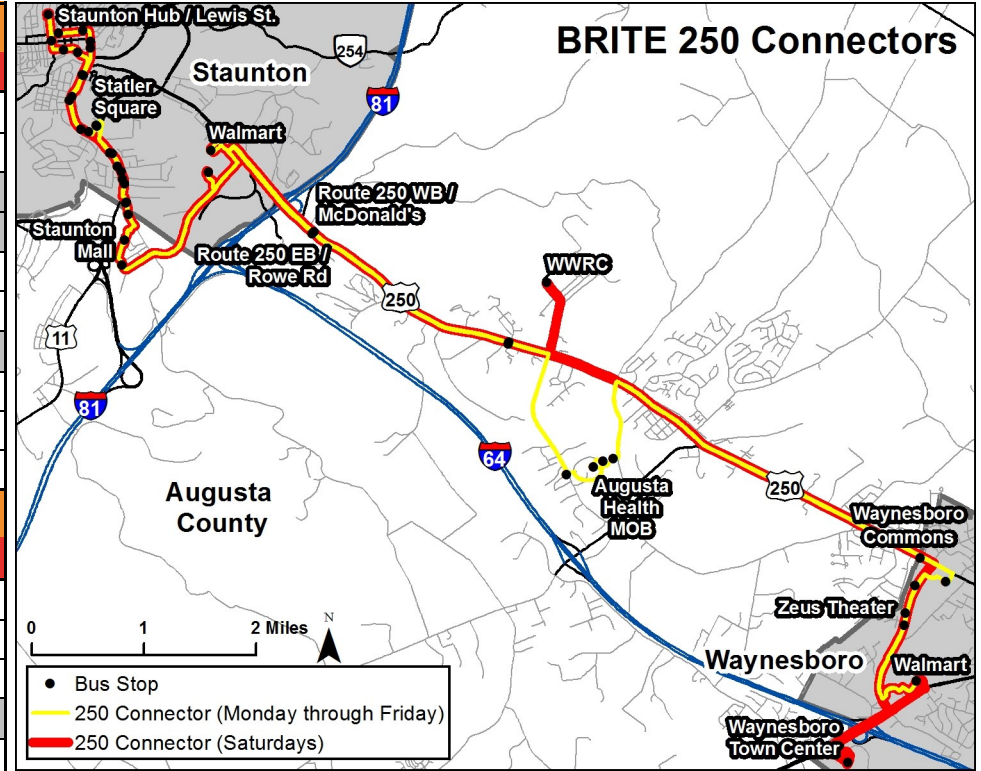 Staunton Hub / Lewis St.
BRITE 250 Connectors
254
Staunton
81
Statler
Square
Walmart
Route 250 WB /
McDonald's
Staunton
Mall
Route 250 EB /
Rowe Rd
WWRC
250
11
81
64
Augusta
County
Augusta
Health
MOB
250
Waynesboro
Commons
Zeus Theater
0 1 2 Miles
N
Waynesboro
Walmart
Bus Stop
250 Connector (Monday through Friday)
250 Connector (Saturdays)
Waynesboro
Town Center